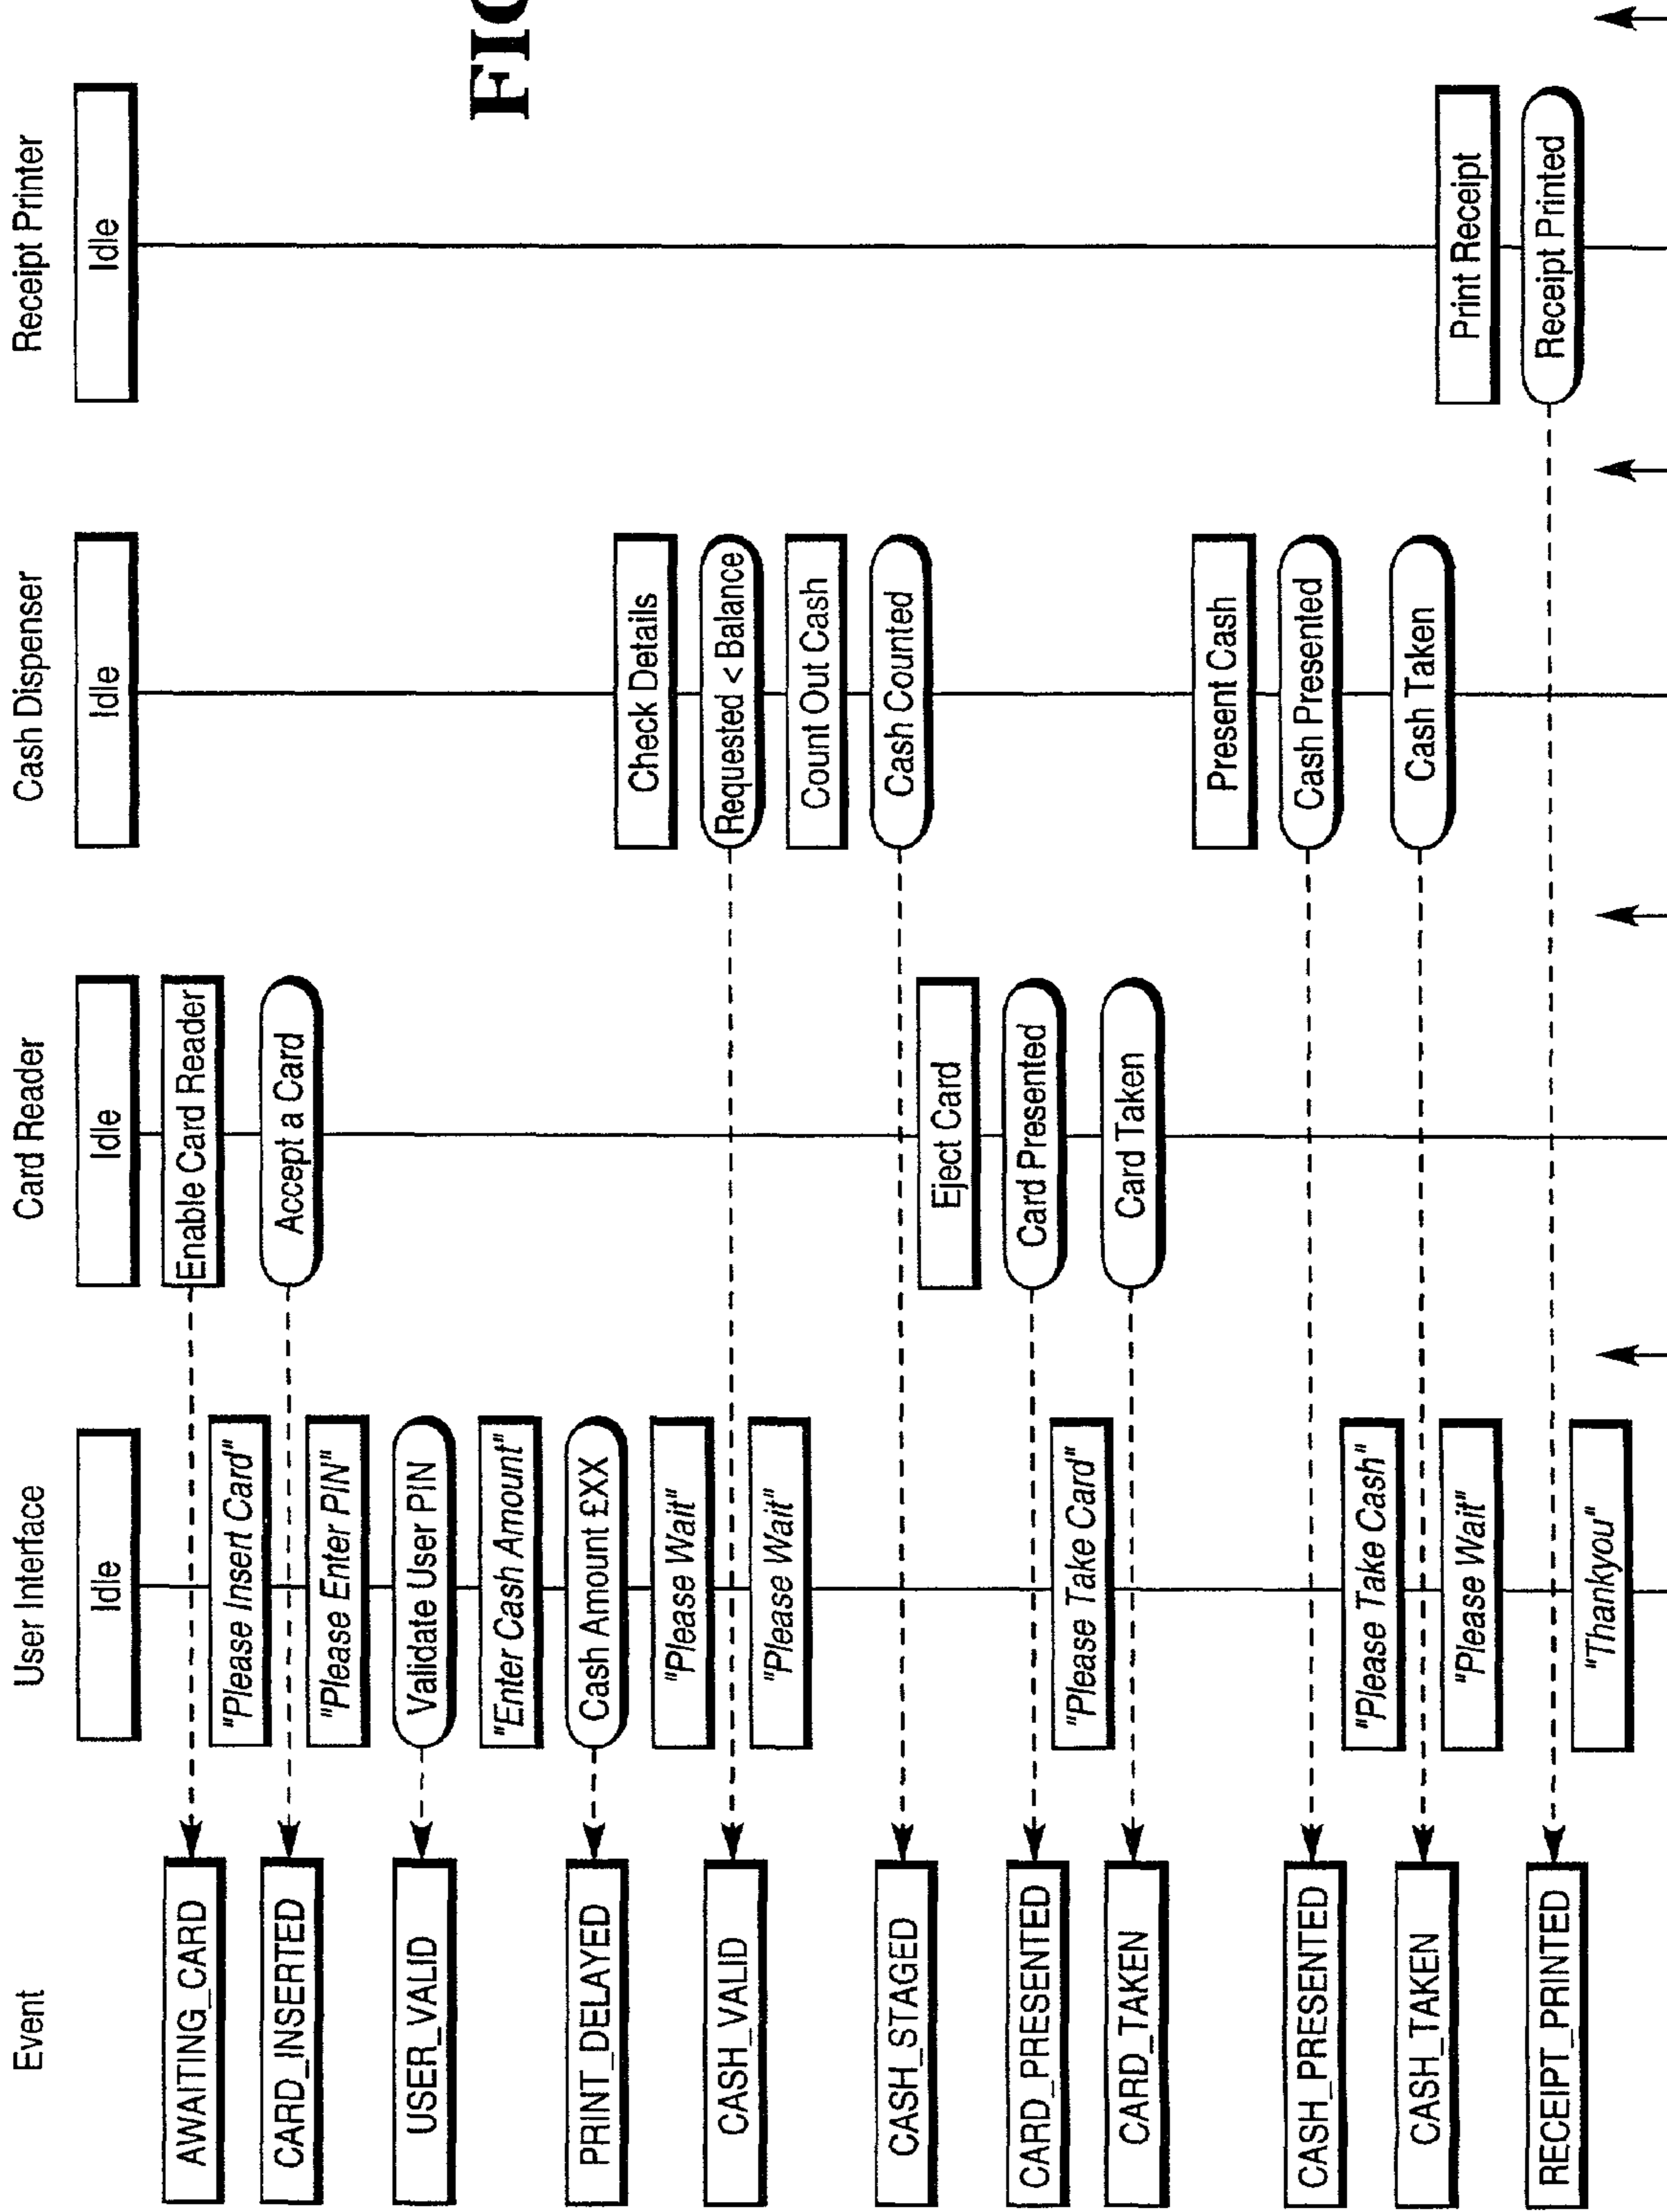 Event
User Interface
Card Reader
Cash Dispenser
Receipt Printer
Idle
Idle
Idle
Idle
AWAITING_CARD
Enable Card Reader
"Please Insert Card"
CARD_INSERTED
Accept a Card
"Please Enter PIN"
USER_VALID
Validate User PIN
"Enter Cash Amount"
PRINT_DELAYED
Cash Amount £XX
Check Details
"Please Wait"
CASH_VALID
Requested < Balance
"Please Wait"
Count Out Cash
CASH_STAGED
Cash Counted
Eject Card
CARD_PRESENTED
Card Presented
"Please Take Card"
CARD_TAKEN
Card Taken
Present Cash
CASH_PRESENTED
Cash Presented
"Please Take Cash"
CASH_TAKEN
Cash Taken
"Please Wait"
Print Receipt
RECEIPT_PRINTED
Receipt Printed
"Thankyou"